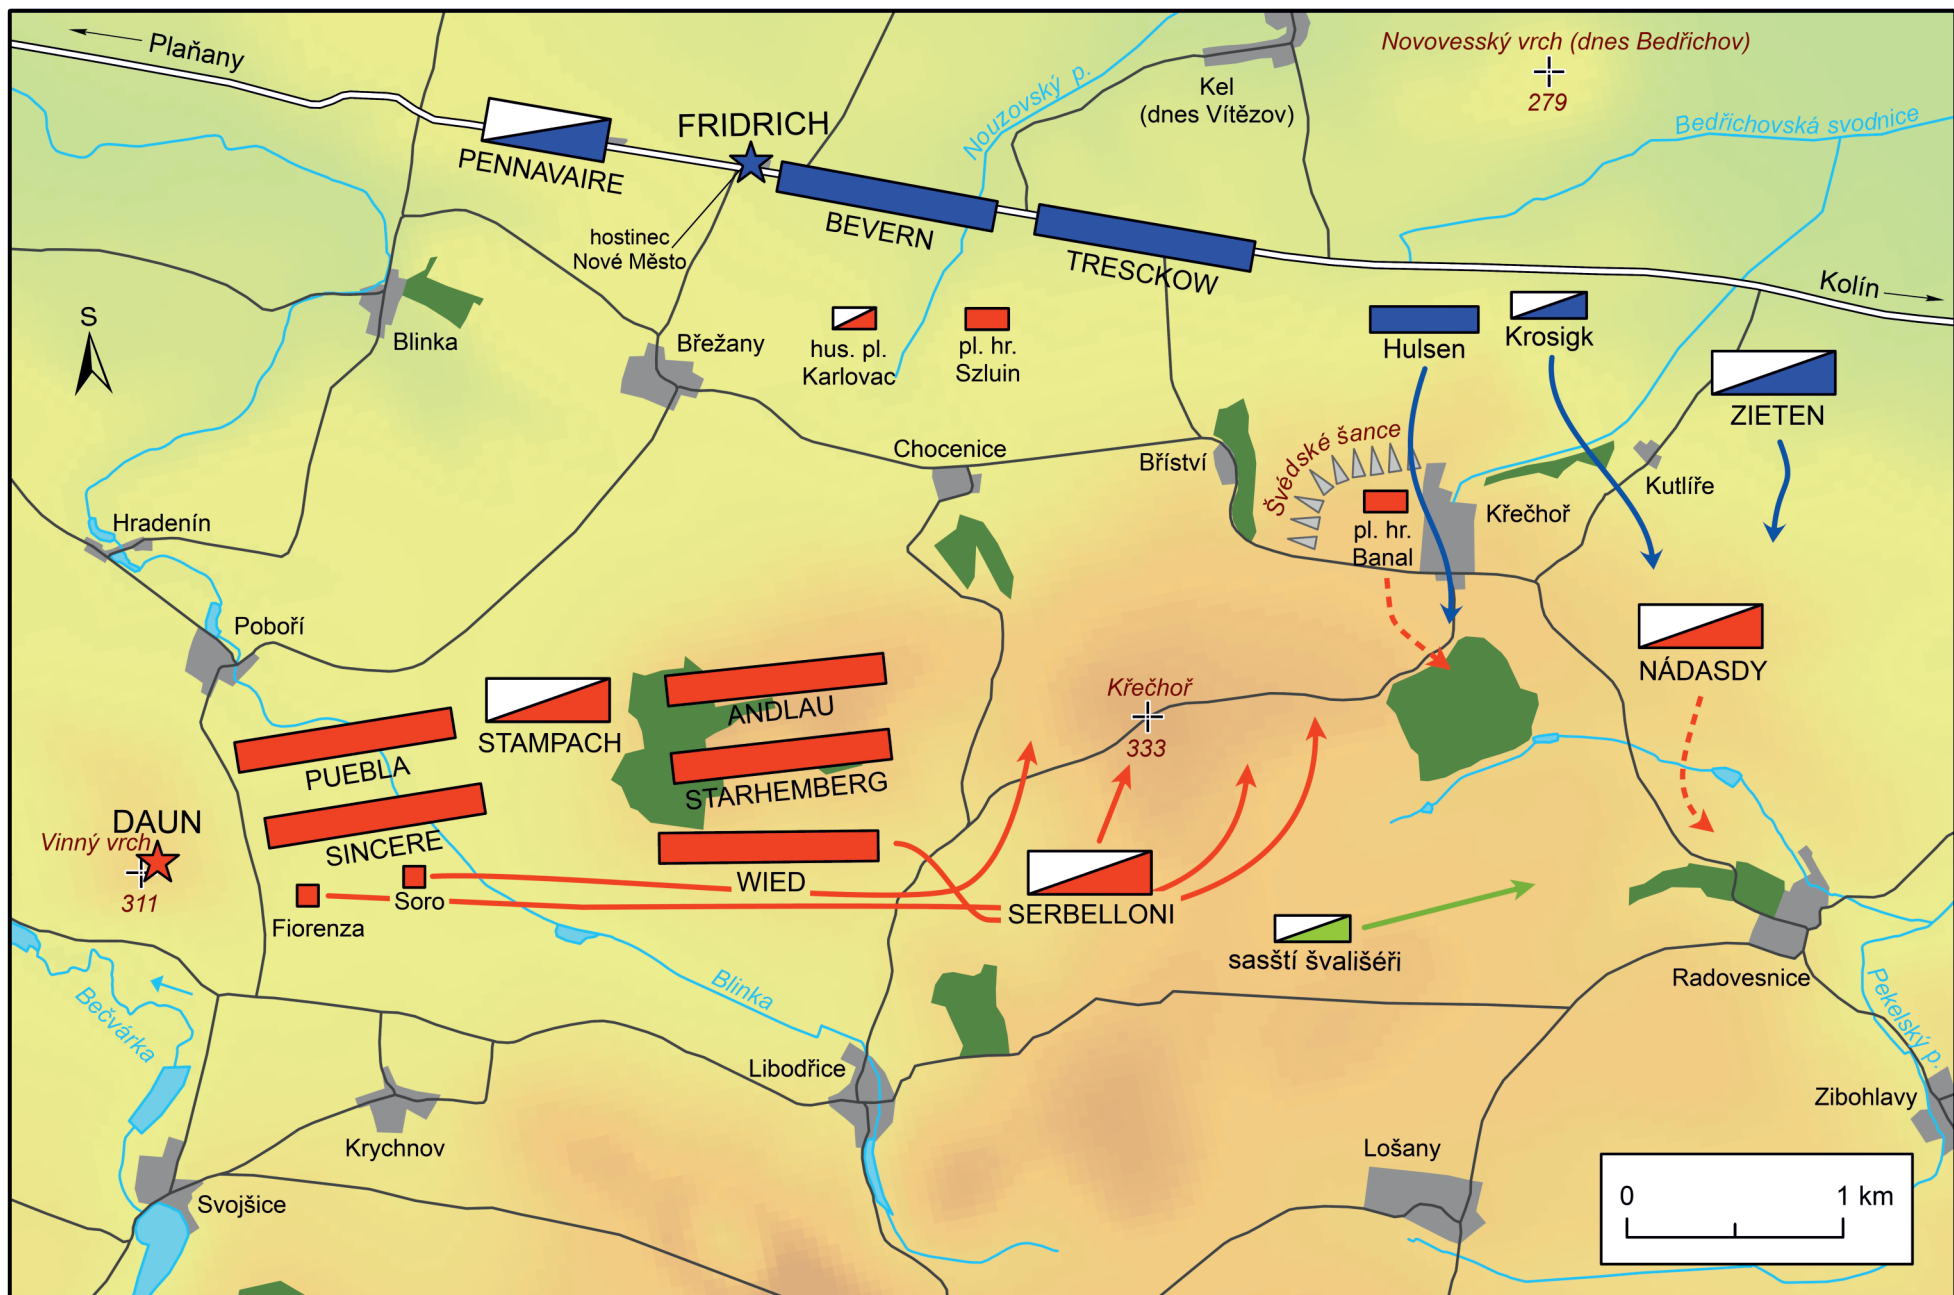 Plaňany
Novovesský vrch (dnes Bedřichov)
279
Kel
(dnes Vítězov)
Nouzovský p.
Bedřichovská svodnice
FRIDRICH
PENNAVAIRE
BEVERN
TRESCKOW
hostinec
Nové Město
Kolín
S
Blinka
Břežany
hus. pl.
Karlovac
pl. hr.
Szluin
Hulsen
Krosigk
ZIETEN
Chocenice
Bříství
Švédské šance
Kutlíře
Hradenín
pl. hr.
Banal
Křečhoř
Poboří
NÁDASDY
STAMPACH
ANDLAU
Křečhoř
333
PUEBLA
STARHEMBERG
DAUN
Vinný vrch
311
SINCERE
WIED
Soro
Fiorenza
SERBELLONI
sasští švališéři
Radovesnice
Blinka
Bečvárka
Pekelský p.
Libodřice
Zibohlavy
Krychnov
Lošany
Svojšice
0
1 km